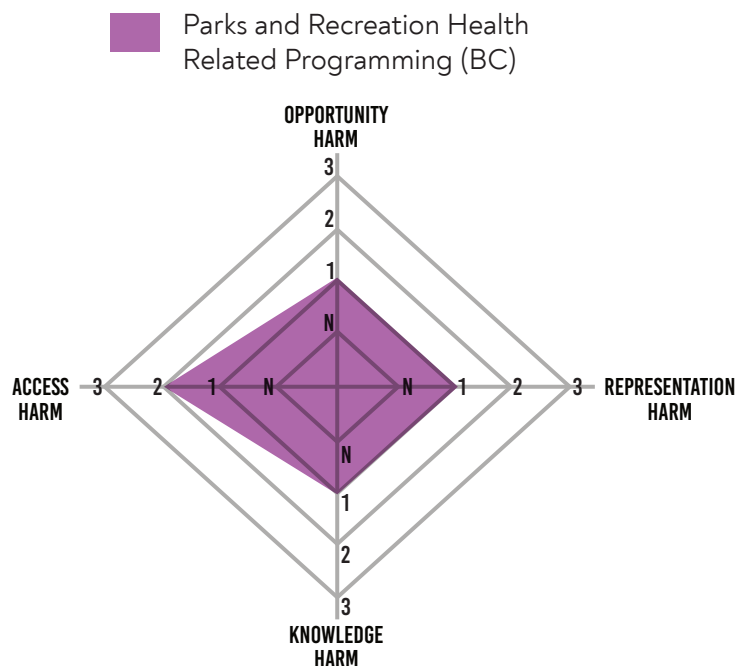 Parks and Recreation Health
Related Programming (BC)
OPPORTUNITY
HARM
3
2
1
N
ACCESS
HARM
3 2 1 N N 1 2 3
REPRESENTATION
HARM
N
1
2
3
KNOWLEDGE
HARM